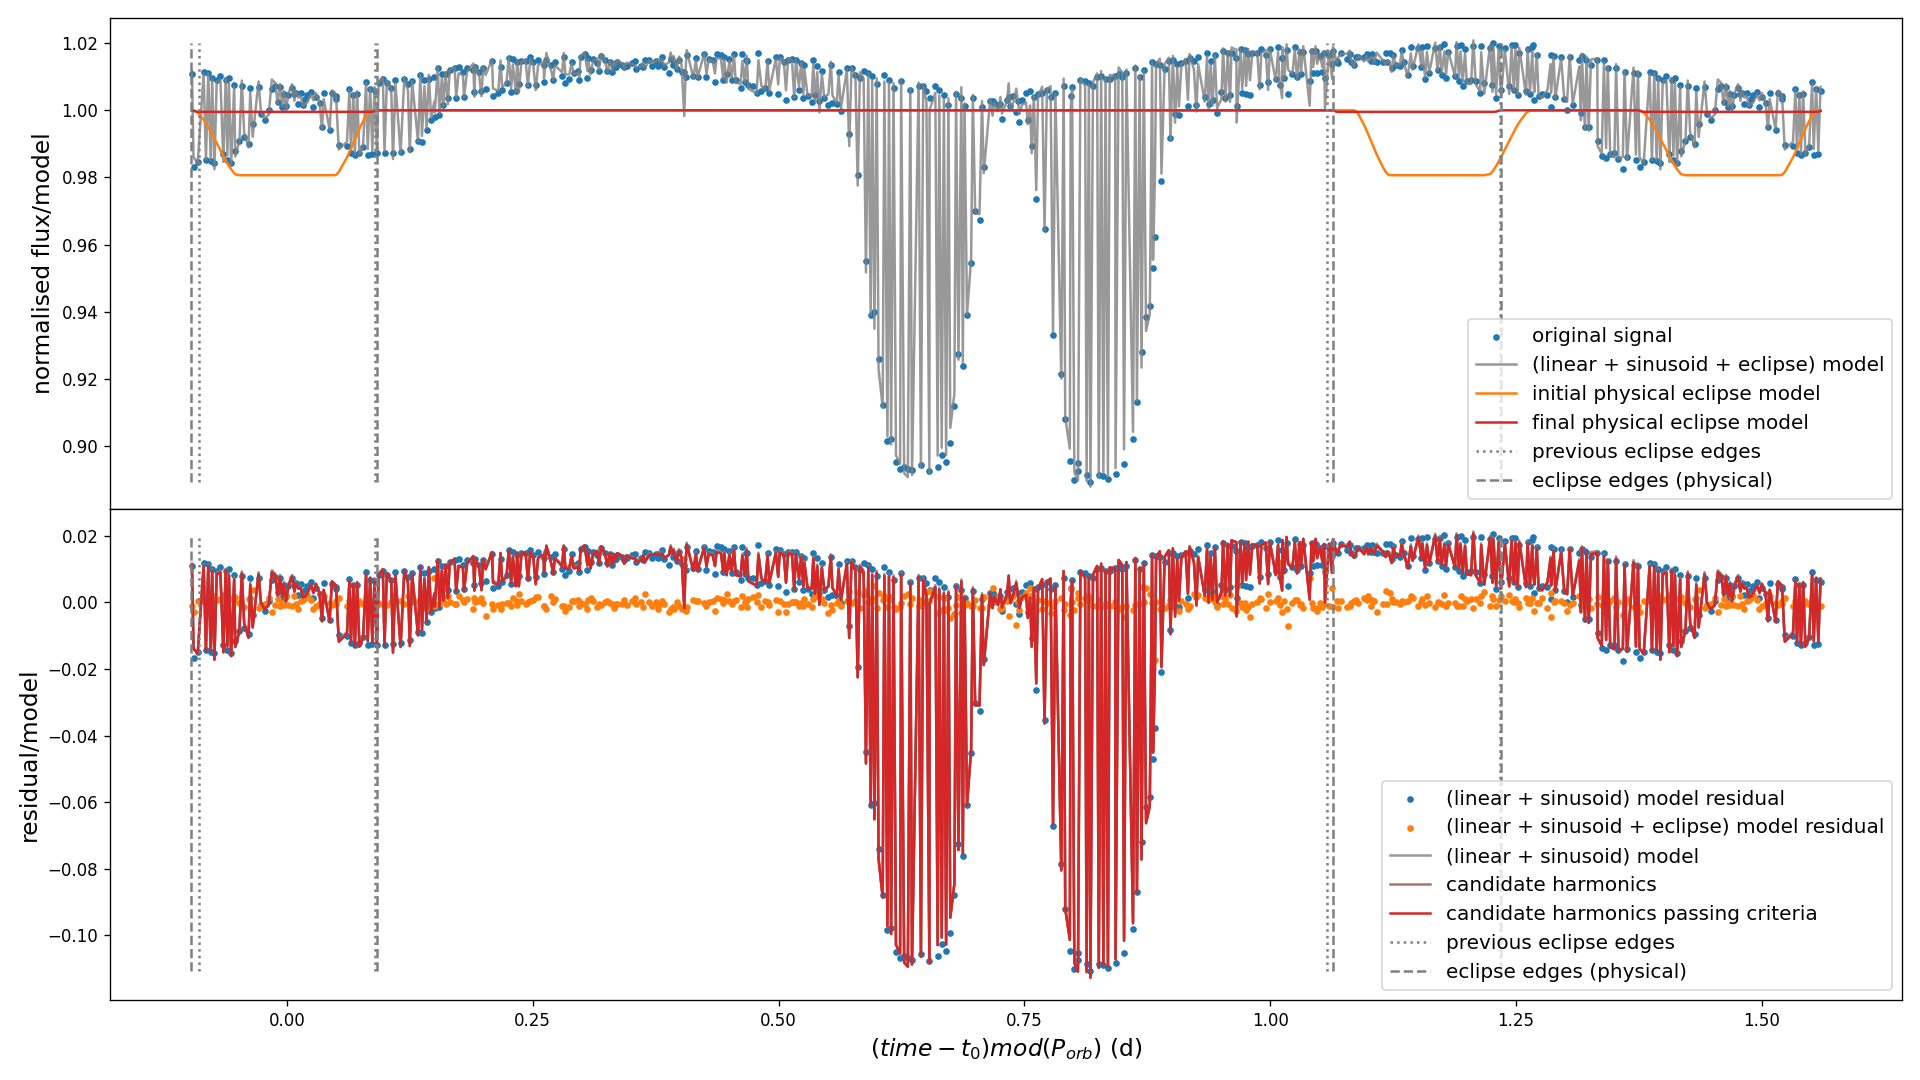 normalised flux/model
1.02
1.00
0.98
0.96
0.94
0.92
0.90
original signal
(linear + sinusoid + eclipse) model
initial physical eclipse model
final physical eclipse model
previous eclipse edges
eclipse edges (physical)
residual/model
0.02
0.00
−0.02
−0.04
−0.06
−0.08
−0.10
(linear + sinusoid) model residual
(linear + sinusoid + eclipse) model residual
(linear + sinusoid) model
candidate harmonics
candidate harmonics passing criteria
previous eclipse edges
eclipse edges (physical)
0.00 0.25 0.50 0.75 1.00 1.25 1.50
(time − t₀)mod(P_orb) (d)